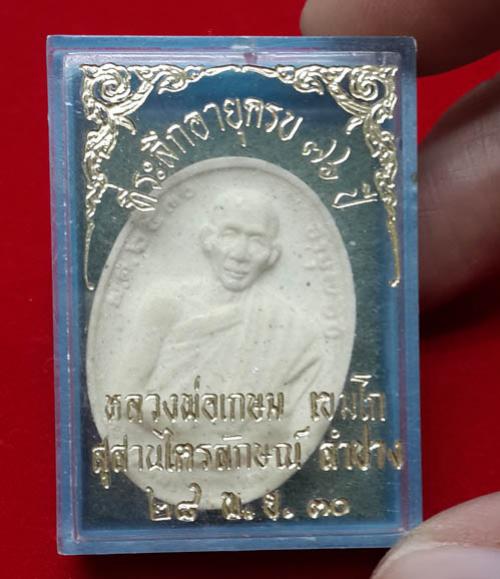 ที่ระลึกอายุครบ ๗๖ ปี
หลวงพ่อเกษม เขมโก
สุสานไตรลักษณ์ ลำปาง
๒๘ พ.ย. ๓๐